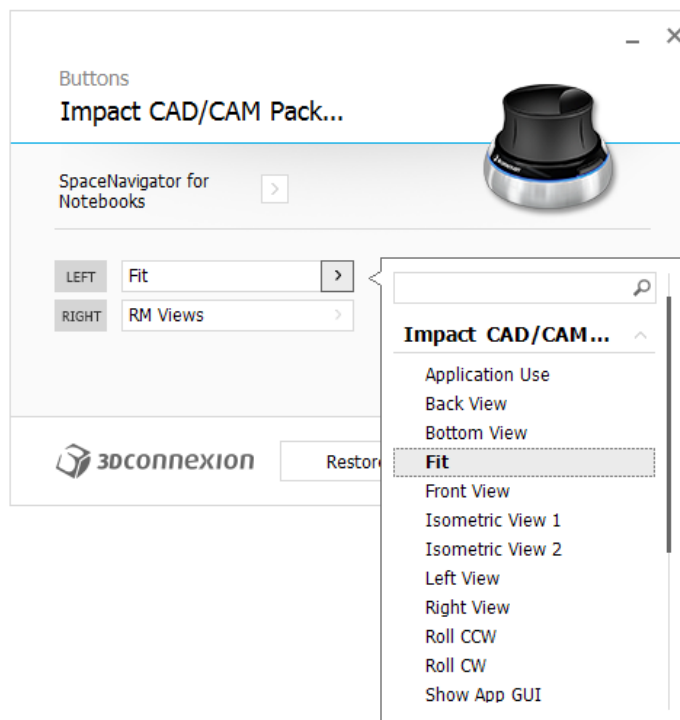 Buttons
Impact CAD/CAM Pack...
SpaceNavigator for
Notebooks
LEFT
Fit
RIGHT
RM Views
3Dconnexion
Restore
Impact CAD/CAM...
Application Use
Back View
Bottom View
Fit
Front View
Isometric View 1
Isometric View 2
Left View
Right View
Roll CCW
Roll CW
Show App GUI